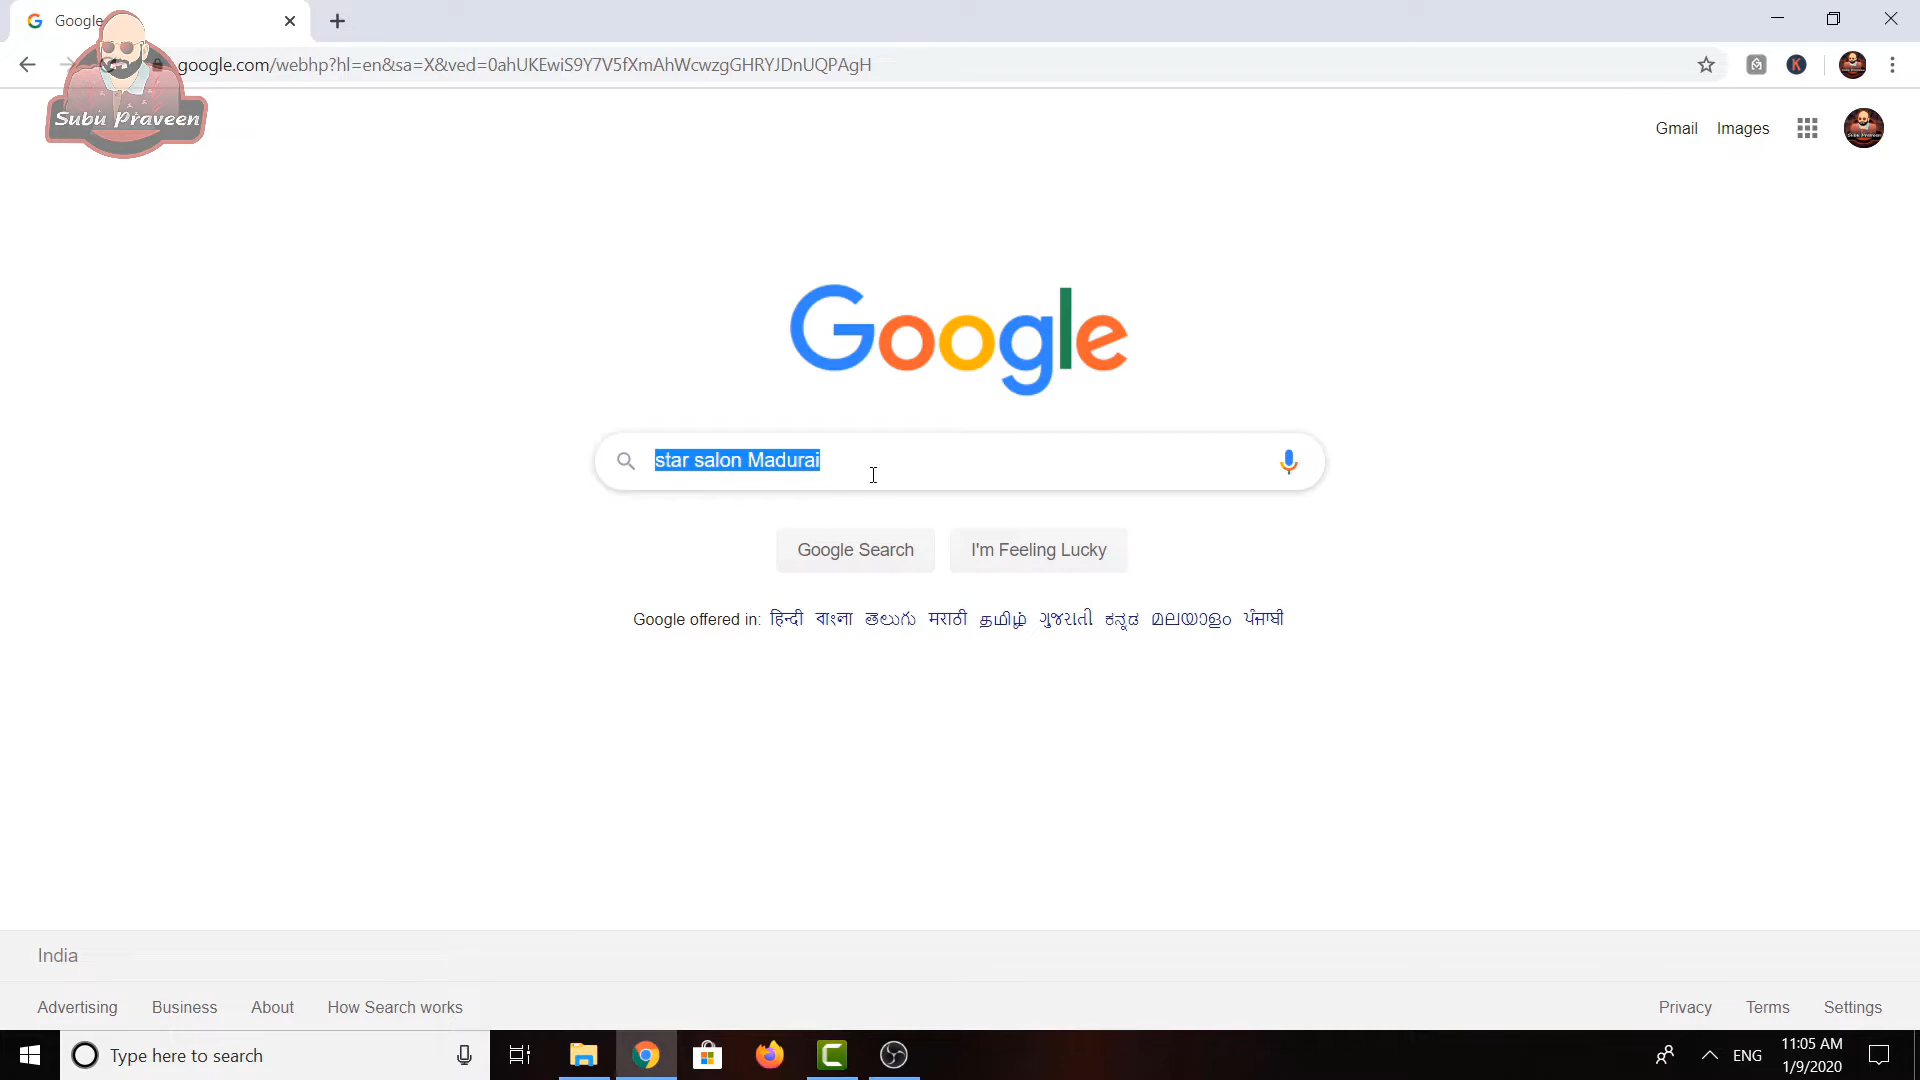 Google
google.com/webhp?hl=en&sa=X&ved=0ahUKEwiS9Y7V5fXmAhWcwzgGHRYJDnUQPAgH
K
Subu Praveen
Gmail Images
Google
star salon Madurai
Google Search I'm Feeling Lucky
Google offered in: हिन्दी বাংলা తెలుగు मराठी தமிழ் ગુજરાતી ಕನ್ನಡ മലയാളം ਪੰਜਾਬੀ
India
Advertising Business About How Search works Privacy Terms Settings
Type here to search
ENG
11:05 AM
1/9/2020